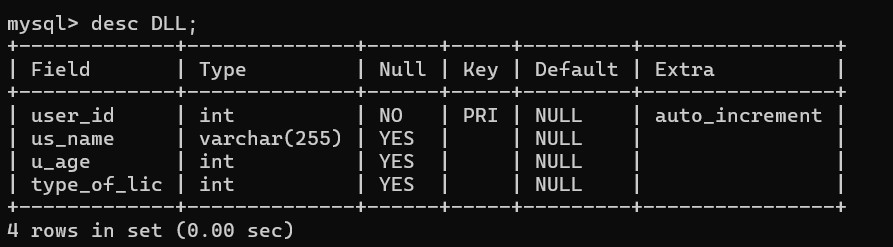 mysql> desc DLL;
+-------------+--------------+------+-----+---------+----------------+
| Field       | Type         | Null | Key | Default | Extra          |
+-------------+--------------+------+-----+---------+----------------+
| user_id     | int          | NO   | PRI | NULL    | auto_increment |
| us_name     | varchar(255) | YES  |     | NULL    |                |
| u_age       | int          | YES  |     | NULL    |                |
| type_of_lic | int          | YES  |     | NULL    |                |
+-------------+--------------+------+-----+---------+----------------+
4 rows in set (0.00 sec)